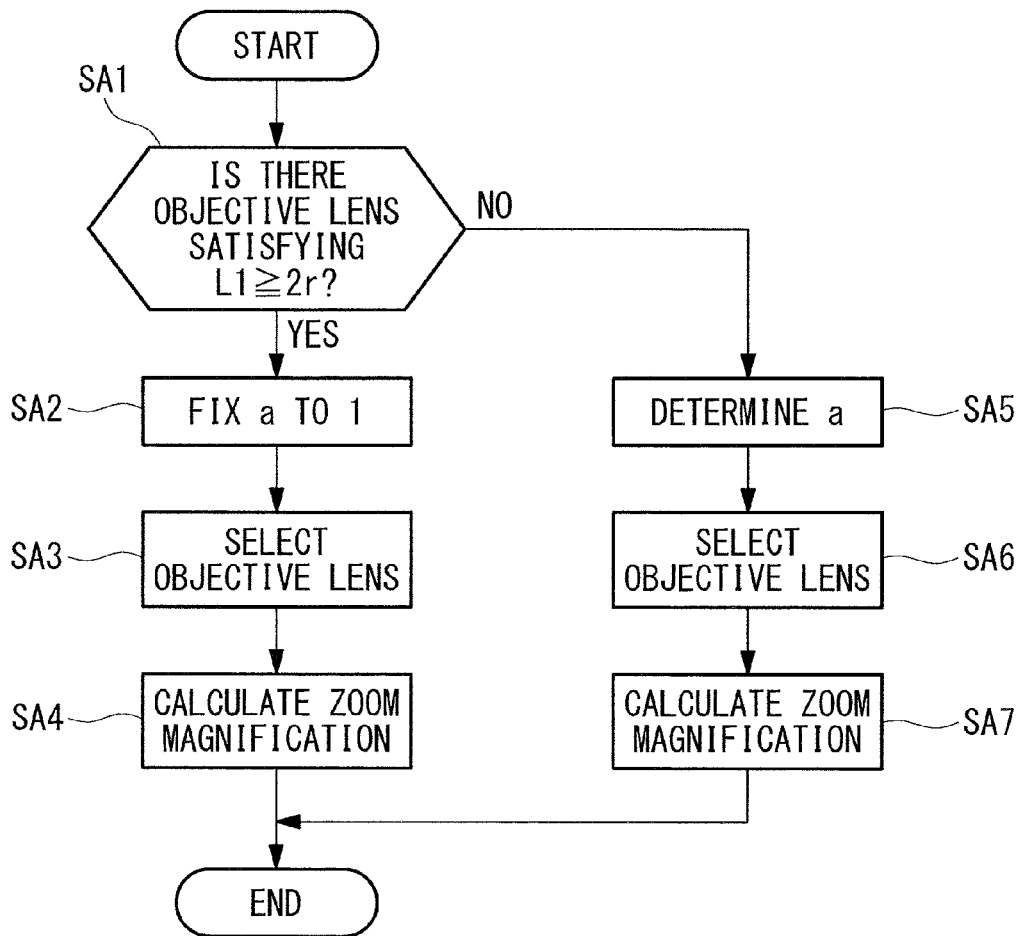 START
SA1
IS THERE
OBJECTIVE LENS
SATISFYING
L1≧2r?
NO
YES
SA2
FIX a TO 1
DETERMINE a
SA5
SA3
SELECT
OBJECTIVE LENS
SELECT
OBJECTIVE LENS
SA6
SA4
CALCULATE ZOOM
MAGNIFICATION
CALCULATE ZOOM
MAGNIFICATION
SA7
END